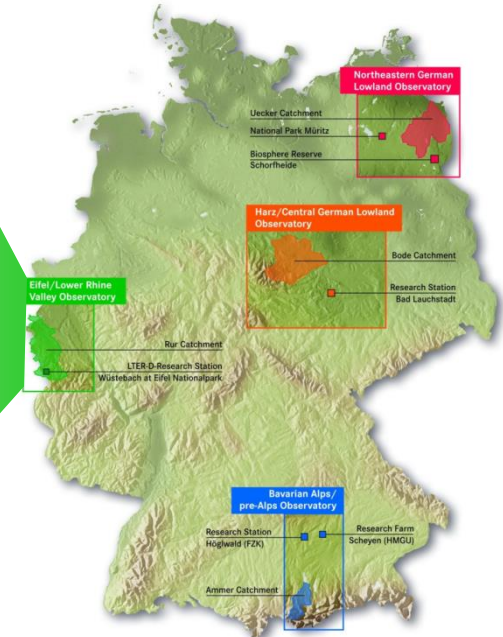 Northeastern German
Lowland Observatory
Uecker Catchment
National Park Müritz
Biosphere Reserve
Schorfheide
Harz/Central German Lowland
Observatory
Bode Catchment
Research Station
Bad Lauchstadt
Eifel/Lower Rhine
Valley Observatory
Rur Catchment
LTER-D-Research Station
Wüstebach at Eifel Nationalpark
Bavarian Alps/
pre-Alps Observatory
Research Station
Höglwald (FZK)
Research Farm
Scheyen (HMGU)
Ammer Catchment